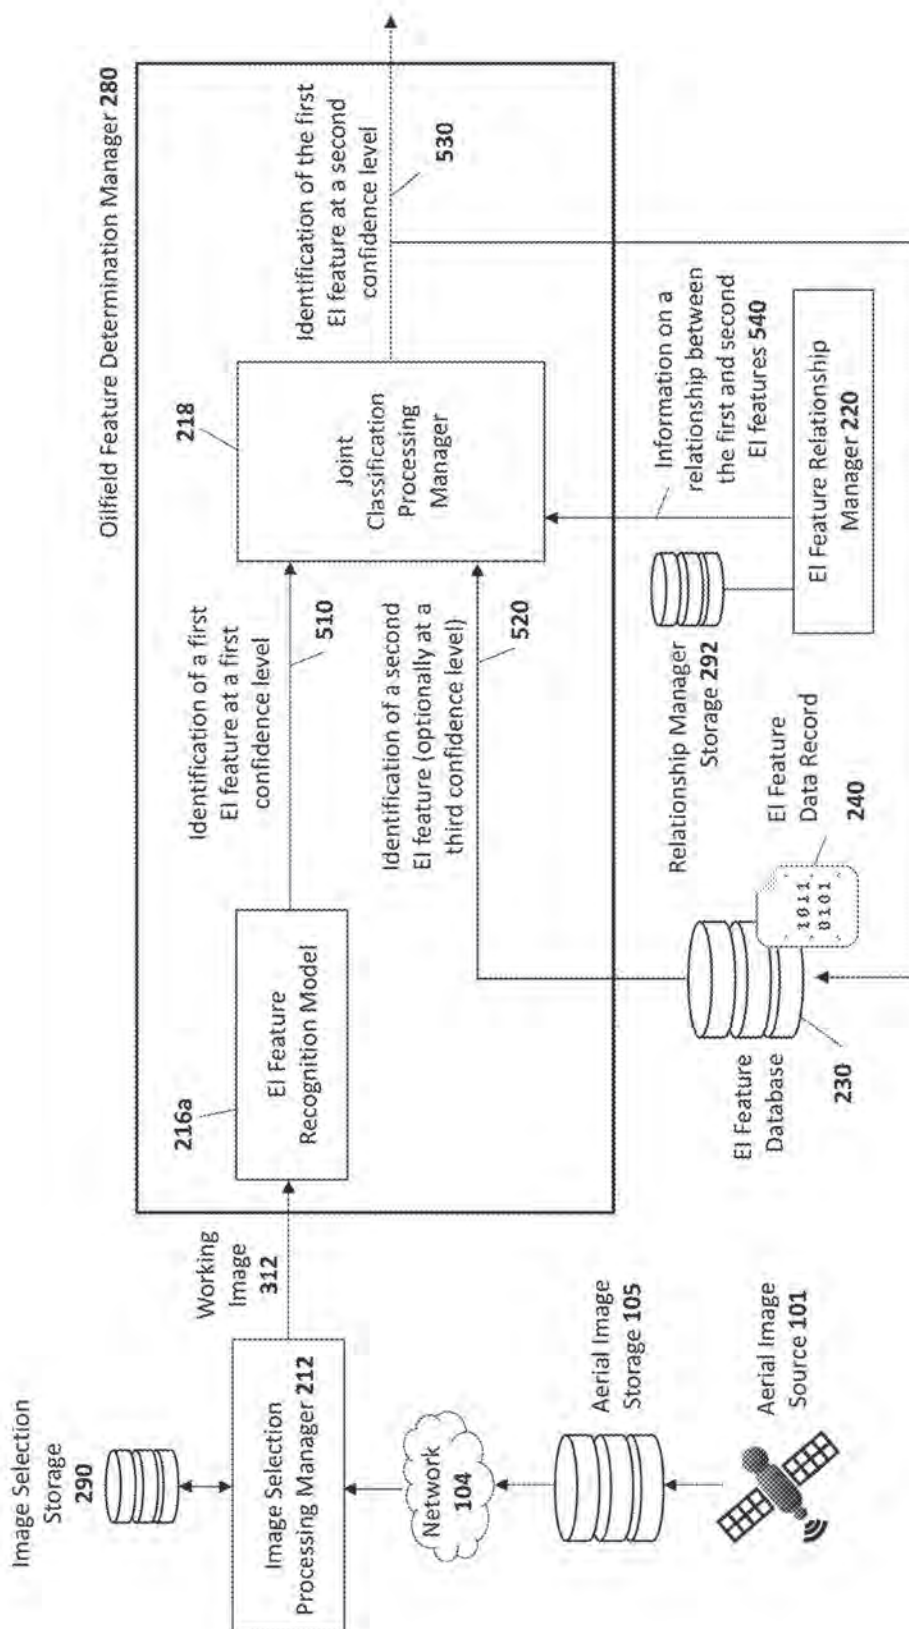 Oilfield Feature Determination Manager 280
Image Selection
Storage
290
Image Selection
Processing Manager 212
Working
Image
312
Network
104
Aerial Image
Storage 105
Aerial Image
Source 101
216a
EI Feature
Recognition Model
Identification of a first
EI feature at a first
confidence level
510
218
Joint
Classification
Processing
Manager
Identification of the first
EI feature at a second
confidence level
530
Identification of a second
EI feature (optionally at a
third confidence level)
520
Information on a
relationship between
the first and second
EI features 540
EI Feature
Database
230
1011
0101
EI Feature
Data Record
240
Relationship Manager
Storage 292
EI Feature Relationship
Manager 220